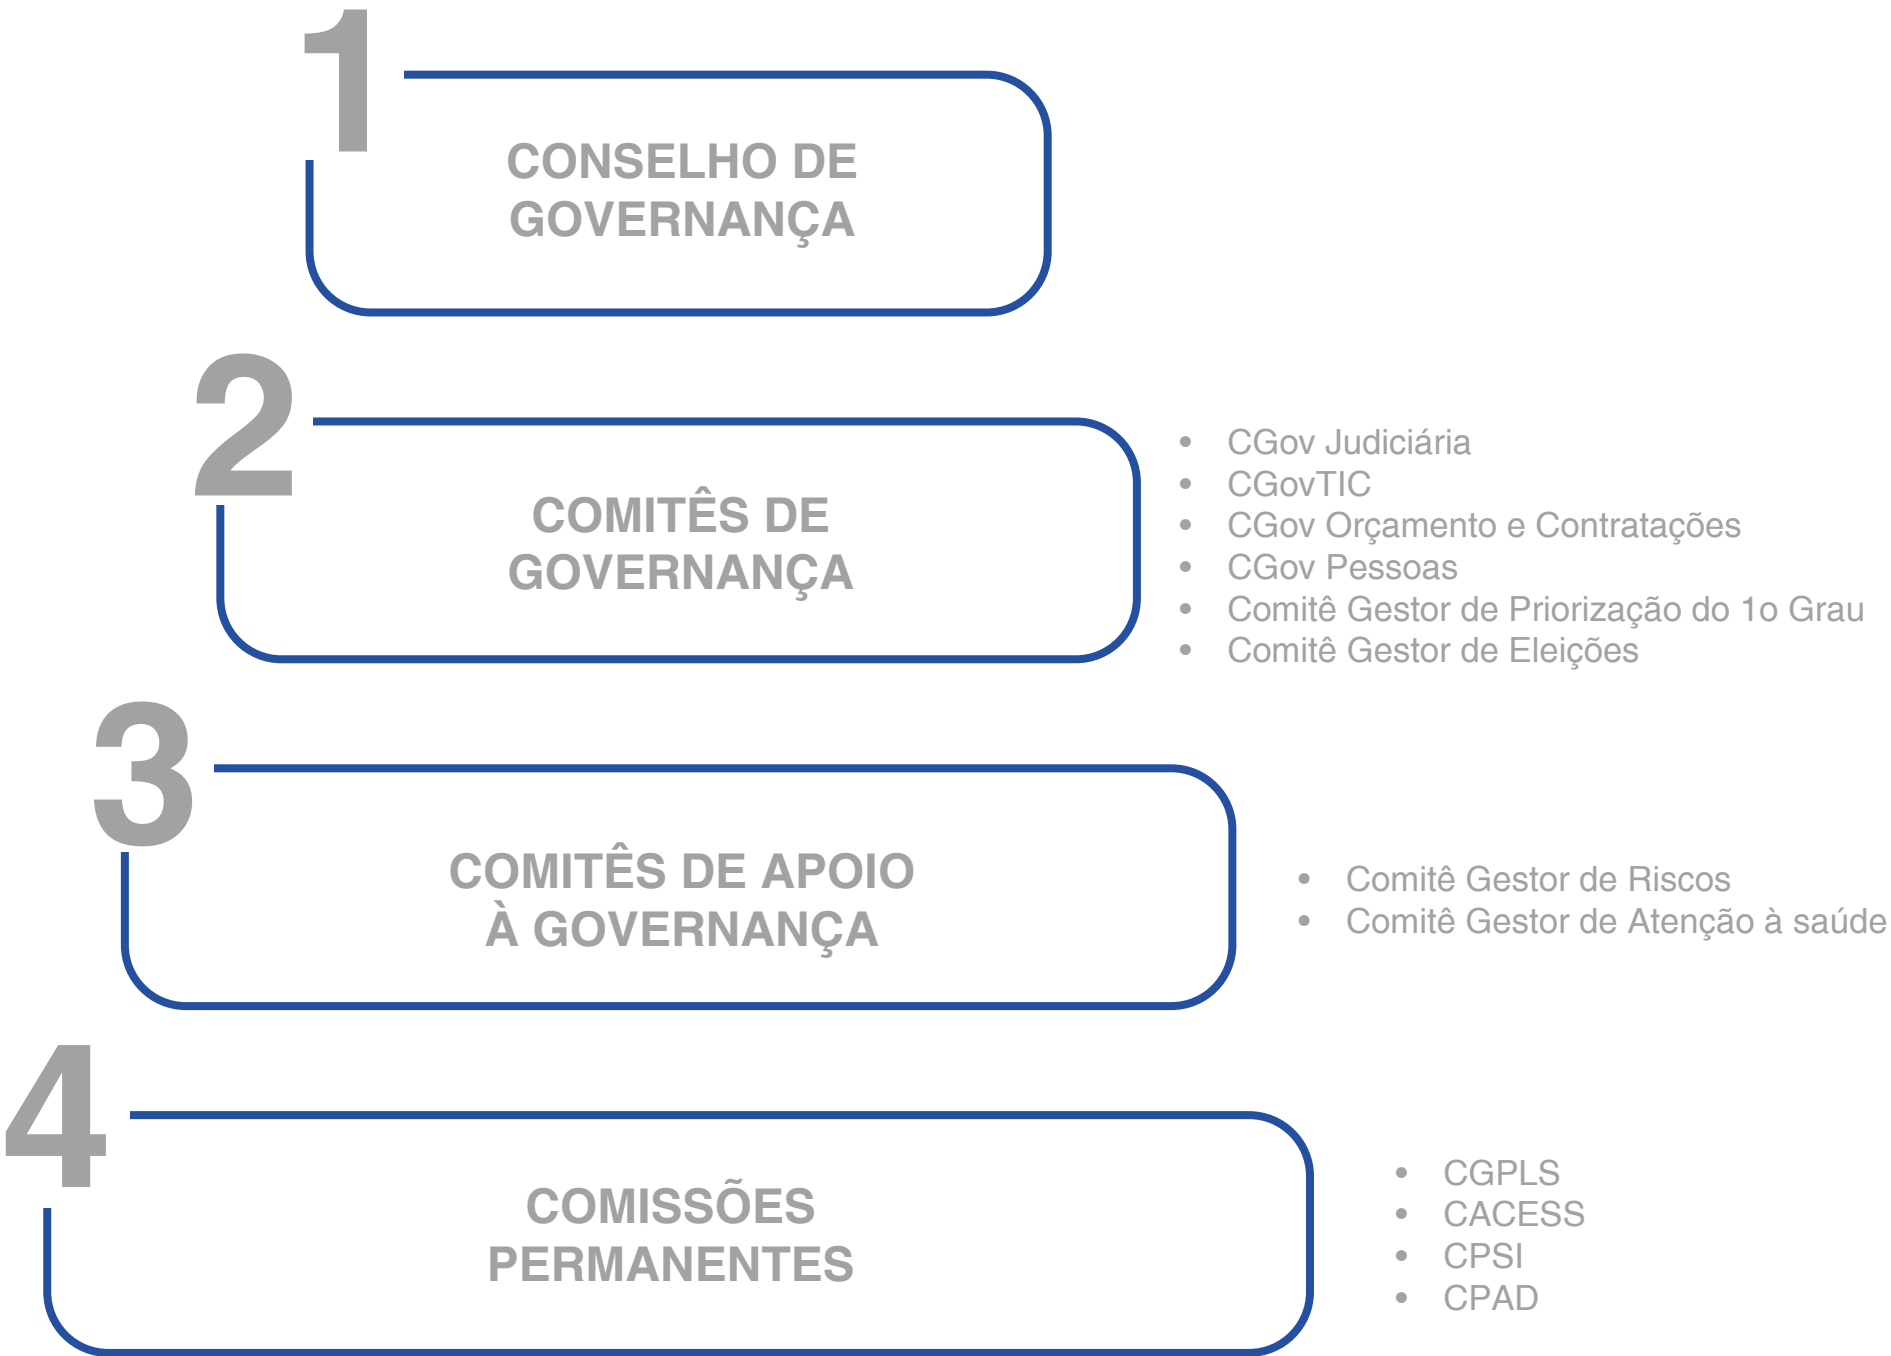 1
CONSELHO DE
GOVERNANÇA
2
COMITÊS DE
GOVERNANÇA
• CGov Judiciária
• CGovTIC
• CGov Orçamento e Contratações
• CGov Pessoas
• Comitê Gestor de Priorização do 1o Grau
• Comitê Gestor de Eleições
3
COMITÊS DE APOIO
À GOVERNANÇA
• Comitê Gestor de Riscos
• Comitê Gestor de Atenção à saúde
4
COMISSÕES
PERMANENTES
• CGPLS
• CACESS
• CPSI
• CPAD